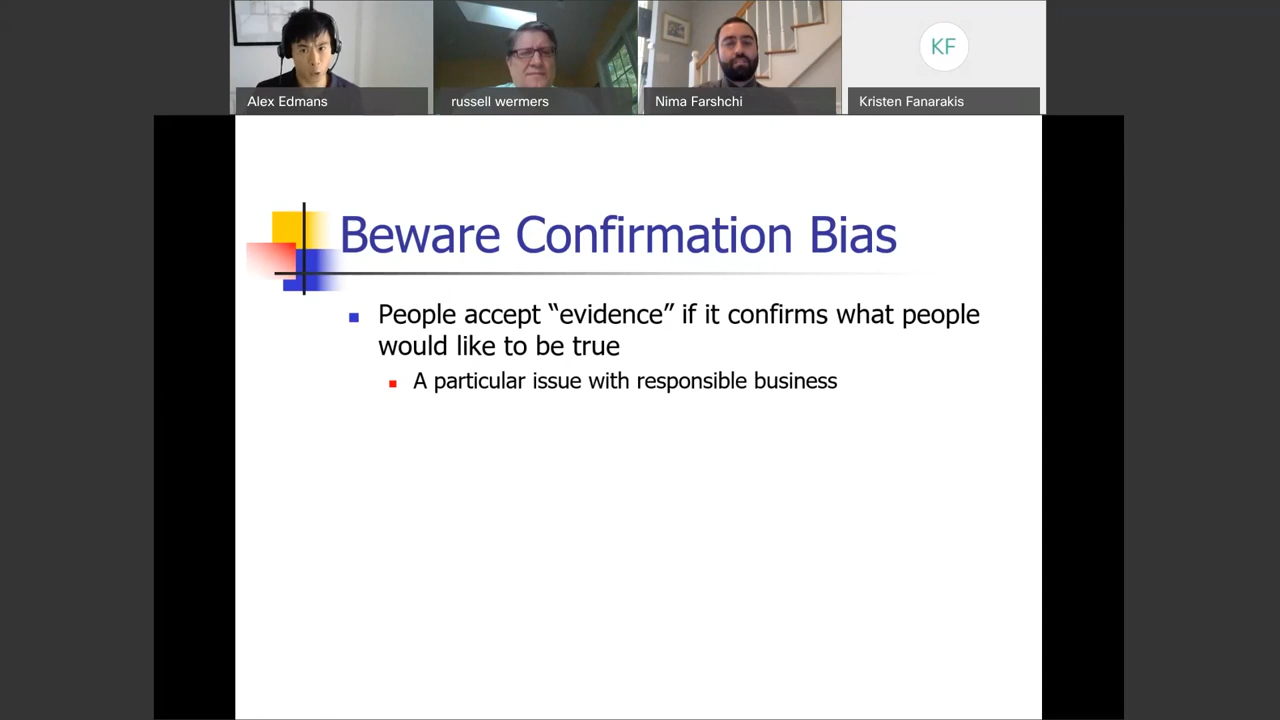 Alex Edmans
russell wermers
Nima Farshchi
KF
Kristen Fanarakis
Beware Confirmation Bias
People accept “evidence” if it confirms what people
would like to be true
A particular issue with responsible business